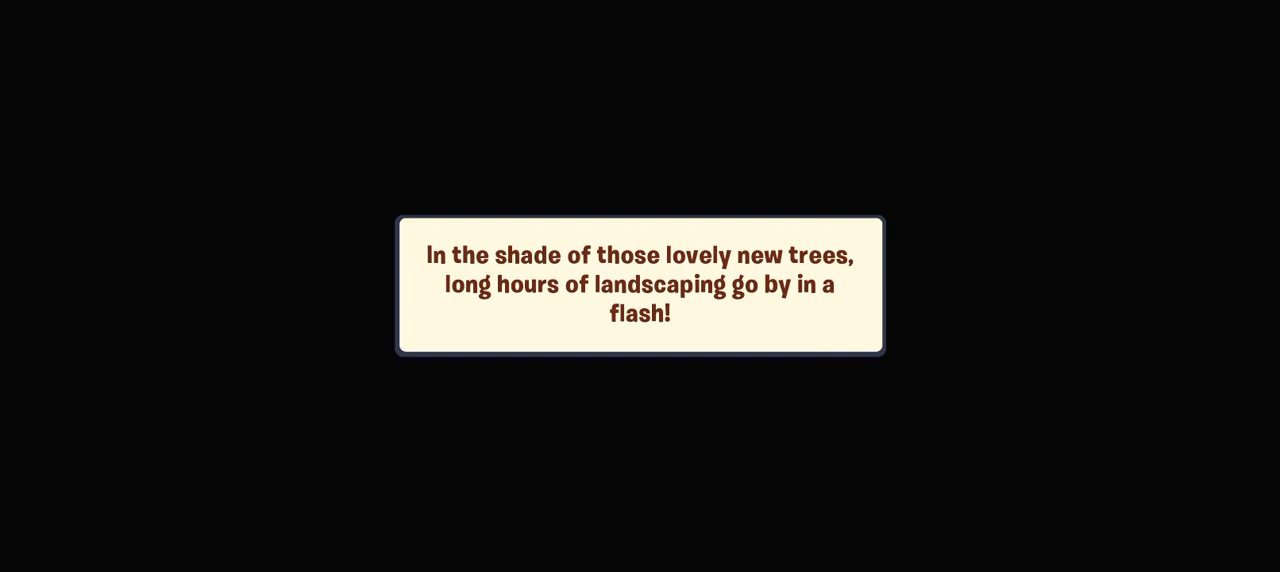 In the shade of those lovely new trees,
long hours of landscaping go by in a
flash!